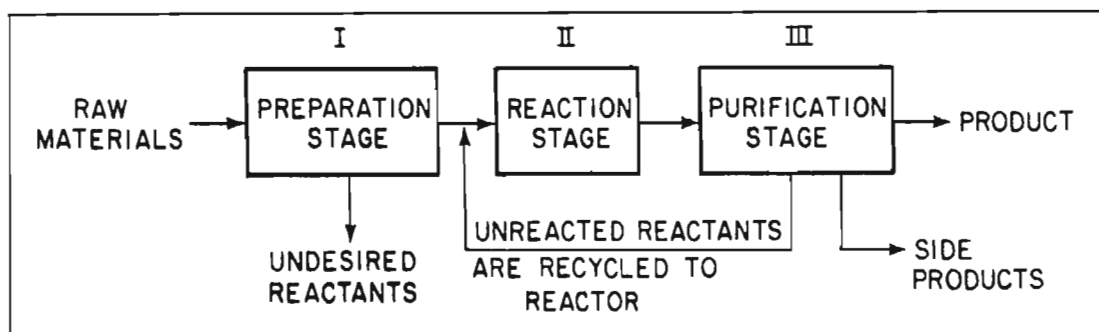 I
II
III
RAW
MATERIALS
PREPARATION
STAGE
REACTION
STAGE
PURIFICATION
STAGE
PRODUCT
UNDESIRED
REACTANTS
UNREACTED REACTANTS
ARE RECYCLED TO
REACTOR
SIDE
PRODUCTS